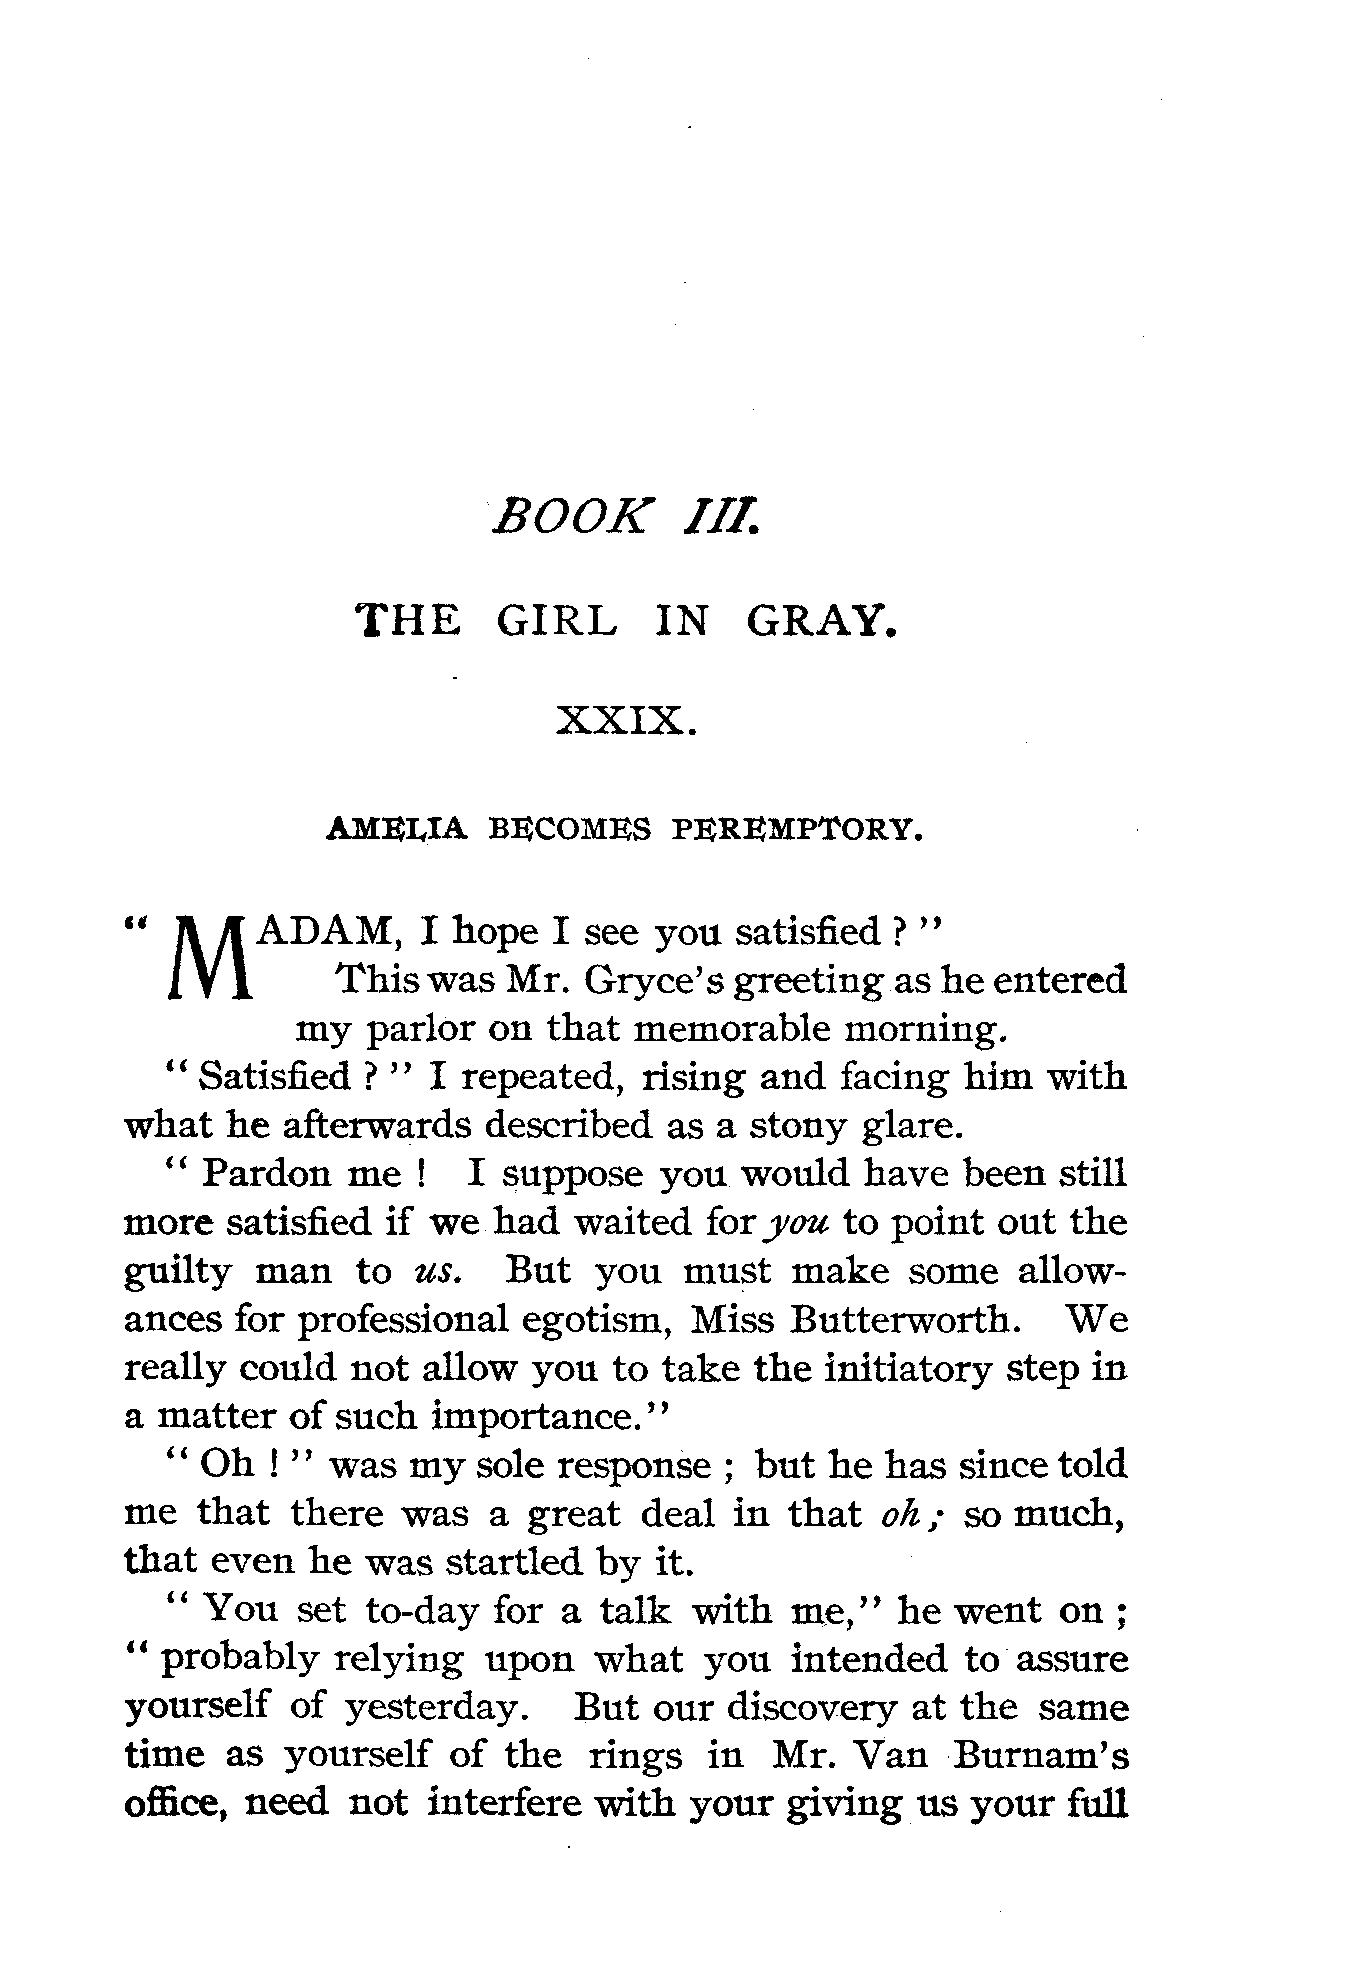 BOOK III.
THE GIRL IN GRAY.
XXIX.
AMELIA BECOMES PEREMPTORY.
“ MADAM, I hope I see you satisfied ? ”
This was Mr. Gryce’s greeting as he entered
my parlor on that memorable morning.
“ Satisfied ? ” I repeated, rising and facing him with
what he afterwards described as a stony glare.
“ Pardon me ! I suppose you would have been still
more satisfied if we had waited for you to point out the
guilty man to us. But you must make some allow-
ances for professional egotism, Miss Butterworth. We
really could not allow you to take the initiatory step in
a matter of such importance.”
“ Oh ! ” was my sole response ; but he has since told
me that there was a great deal in that oh ; so much,
that even he was startled by it.
“ You set to-day for a talk with me,” he went on ;
“ probably relying upon what you intended to assure
yourself of yesterday. But our discovery at the same
time as yourself of the rings in Mr. Van Burnam’s
office, need not interfere with your giving us your full